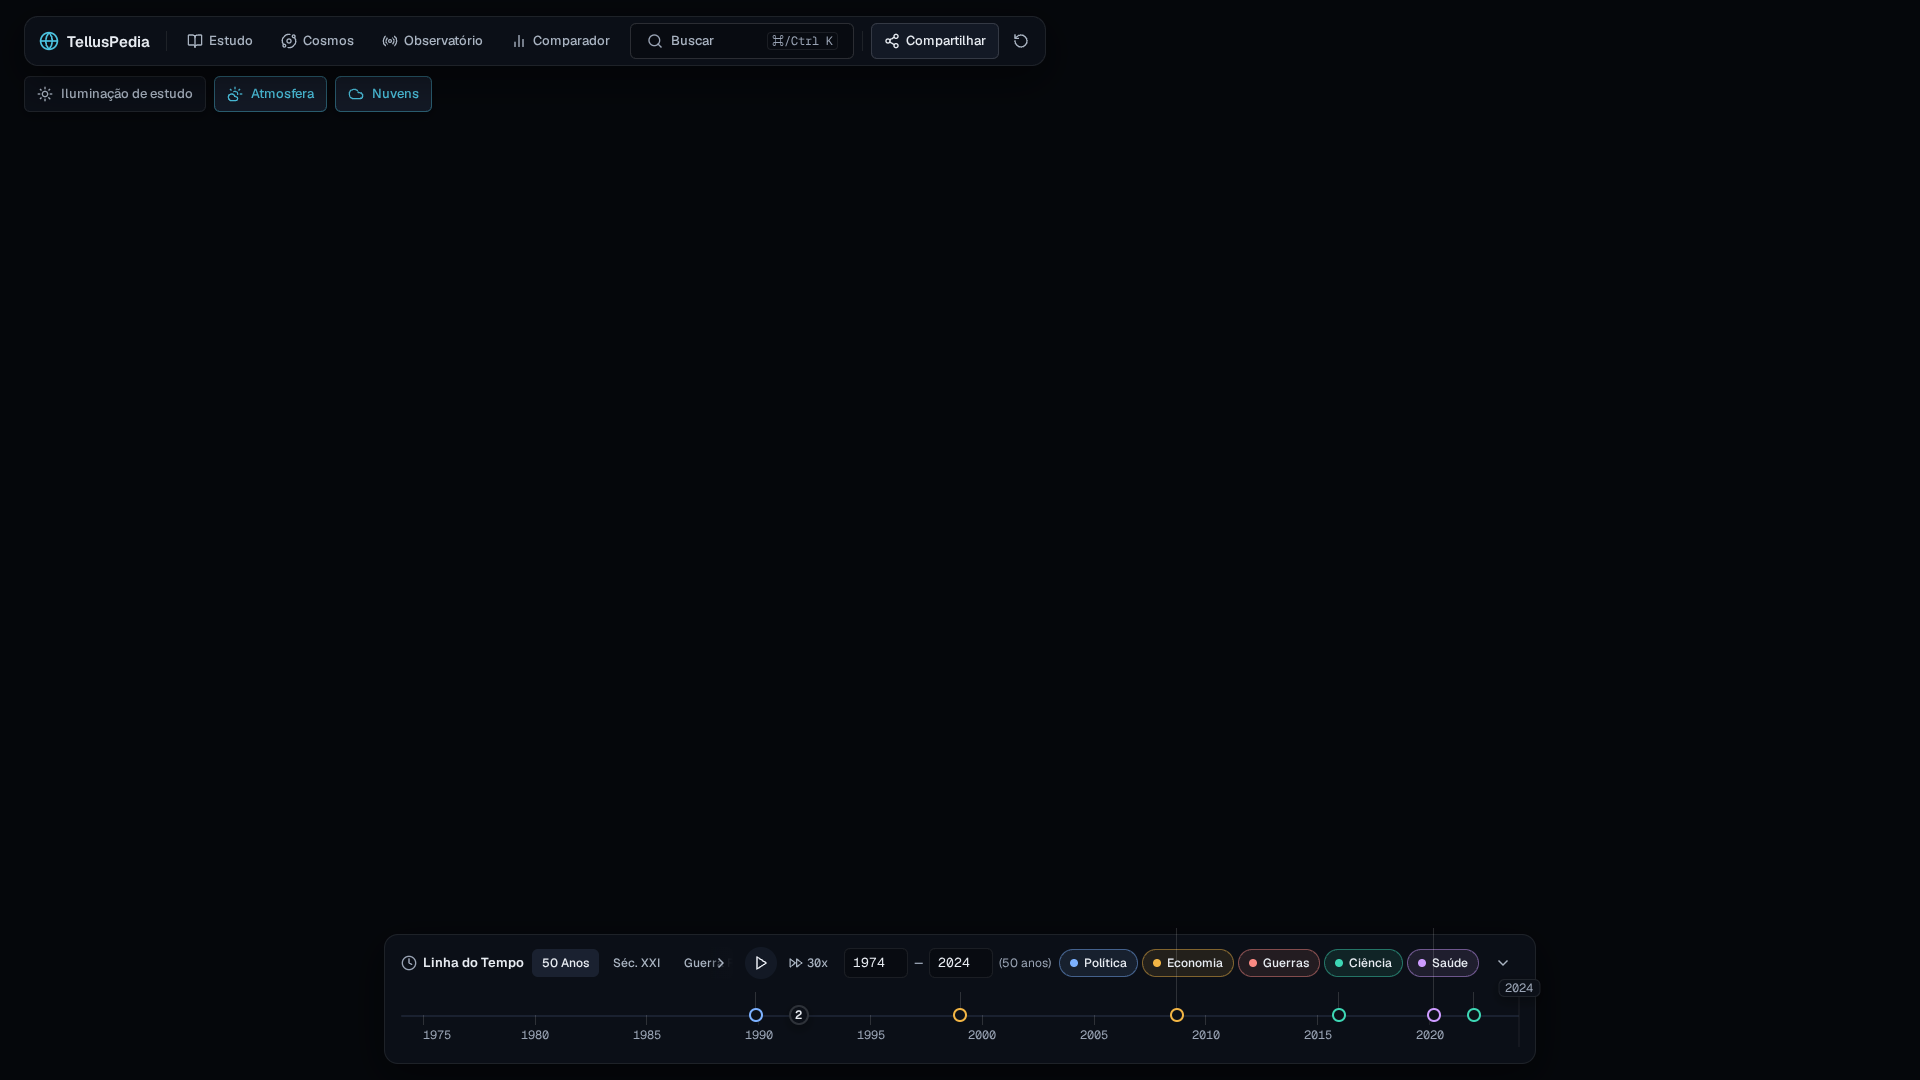 TellusPedia Estudo Cosmos Observatório Comparador Buscar ⌘/Ctrl K Compartilhar
Iluminação de estudo Atmosfera Nuvens
Linha do Tempo 50 Anos Séc. XXI Guerr 30x 1974 – 2024 (50 anos) Política Economia Guerras Ciência Saúde
2024
2
1975 1980 1985 1990 1995 2000 2005 2010 2015 2020